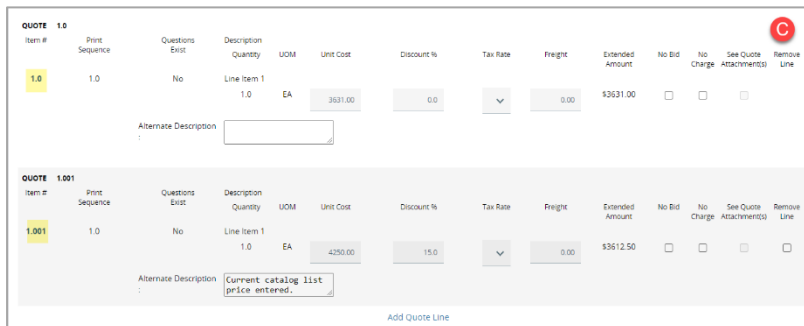 QUOTE 1.0
C
Item # Print Sequence Questions Exist Description
Quantity UOM Unit Cost Discount % Tax Rate Freight Extended Amount No Bid No Charge See Quote Attachment(s) Remove Line
1.0 1.0 No Line Item 1
1.0 EA 3631.00 0.0 0.00 $3631.00
Alternate Description :
QUOTE 1.001
Item # Print Sequence Questions Exist Description
Quantity UOM Unit Cost Discount % Tax Rate Freight Extended Amount No Bid No Charge See Quote Attachment(s) Remove Line
1.001 1.0 No Line Item 1
1.0 EA 4250.00 15.0 0.00 $3612.50
Alternate Description : Current catalog list
price entered.
Add Quote Line